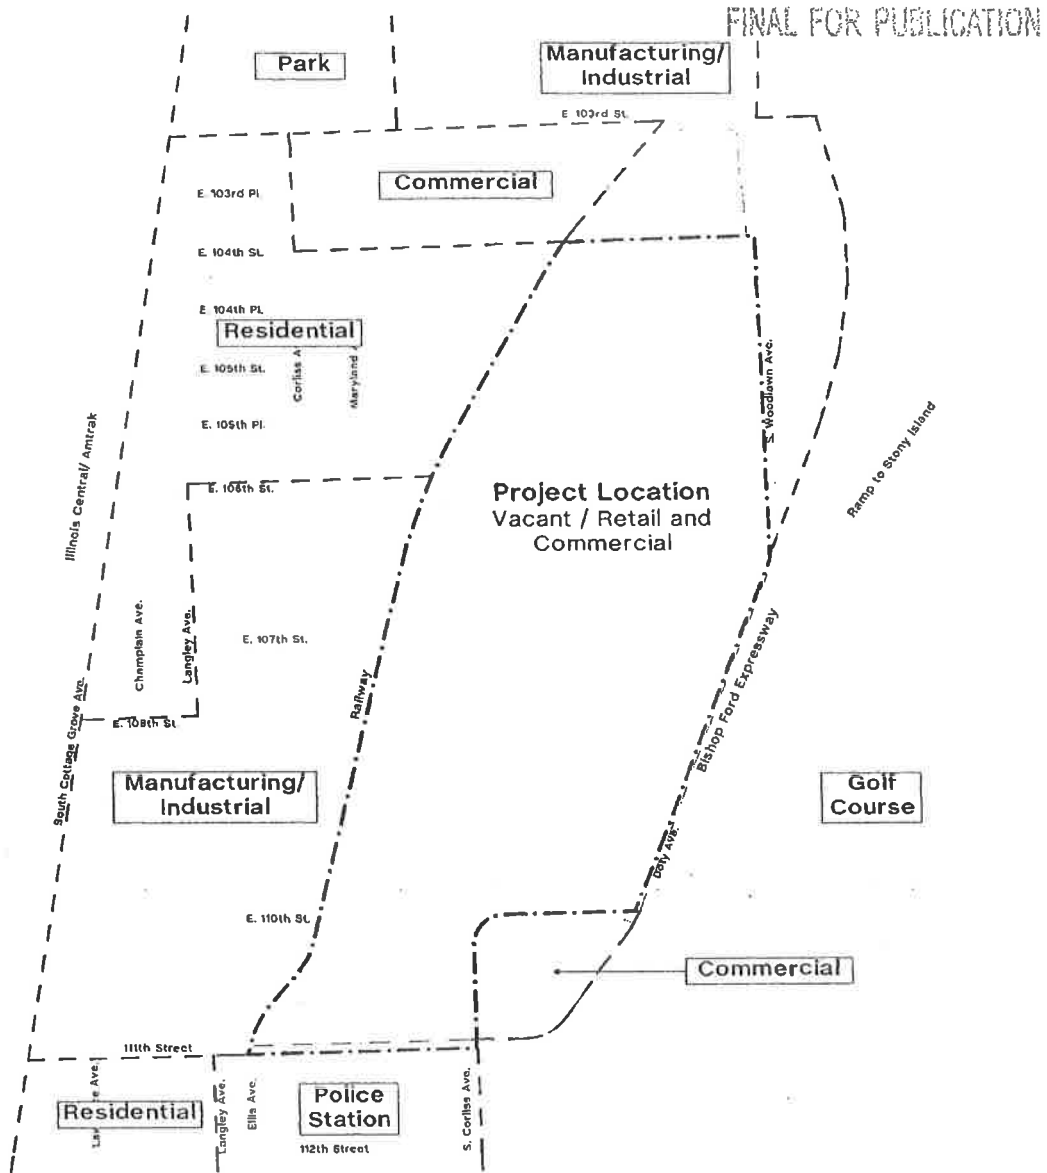 FINAL FOR PUBLICATION
Park
Manufacturing/
Industrial
E 103rd St.
Commercial
E. 103rd Pl.
E. 104th St.
E. 104th Pl.
Residential
Corliss
Maryland
E. 105th St.
E. 105th Pl.
E. 106th St.
S. Woodlawn Ave.
Ramp to Stony Island
Illinois Central/ Amtrak
Project Location
Vacant / Retail and
Commercial
Champlain Ave.
Langley Ave.
E. 107th St.
Railway
Bishop Ford Expressway
South Cottage Grove Ave.
E. 108th St.
Manufacturing/
Industrial
Golf
Course
Doty Ave.
E. 110th St.
Commercial
111th Street
Ave.
Residential
Langley Ave.
Ellis Ave.
Police
Station
S. Corliss Ave.
112th Street